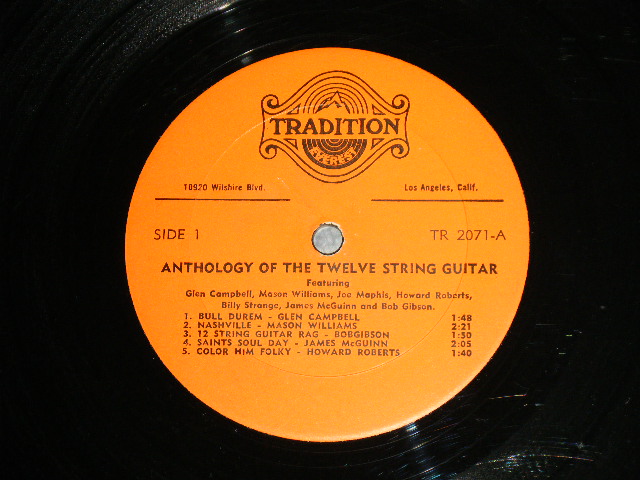 TRADITION
EVEREST
10920 Wilshire Blvd. Los Angeles, Calif.
SIDE 1 TR 2071-A
ANTHOLOGY OF THE TWELVE STRING GUITAR
Featuring
Glen Campbell, Mason Williams, Joe Maphis, Howard Roberts,
Billy Strange, James McGuinn and Bob Gibson.
1. BULL DUREM - GLEN CAMPBELL 1:48
2. NASHVILLE - MASON WILLIAMS 2:21
3. 12 STRING GUITAR RAG - BOBGIBSON 1:50
4. SAINTS SOUL DAY - JAMES McGUINN 2:05
5. COLOR HIM FOLKY - HOWARD ROBERTS 1:40